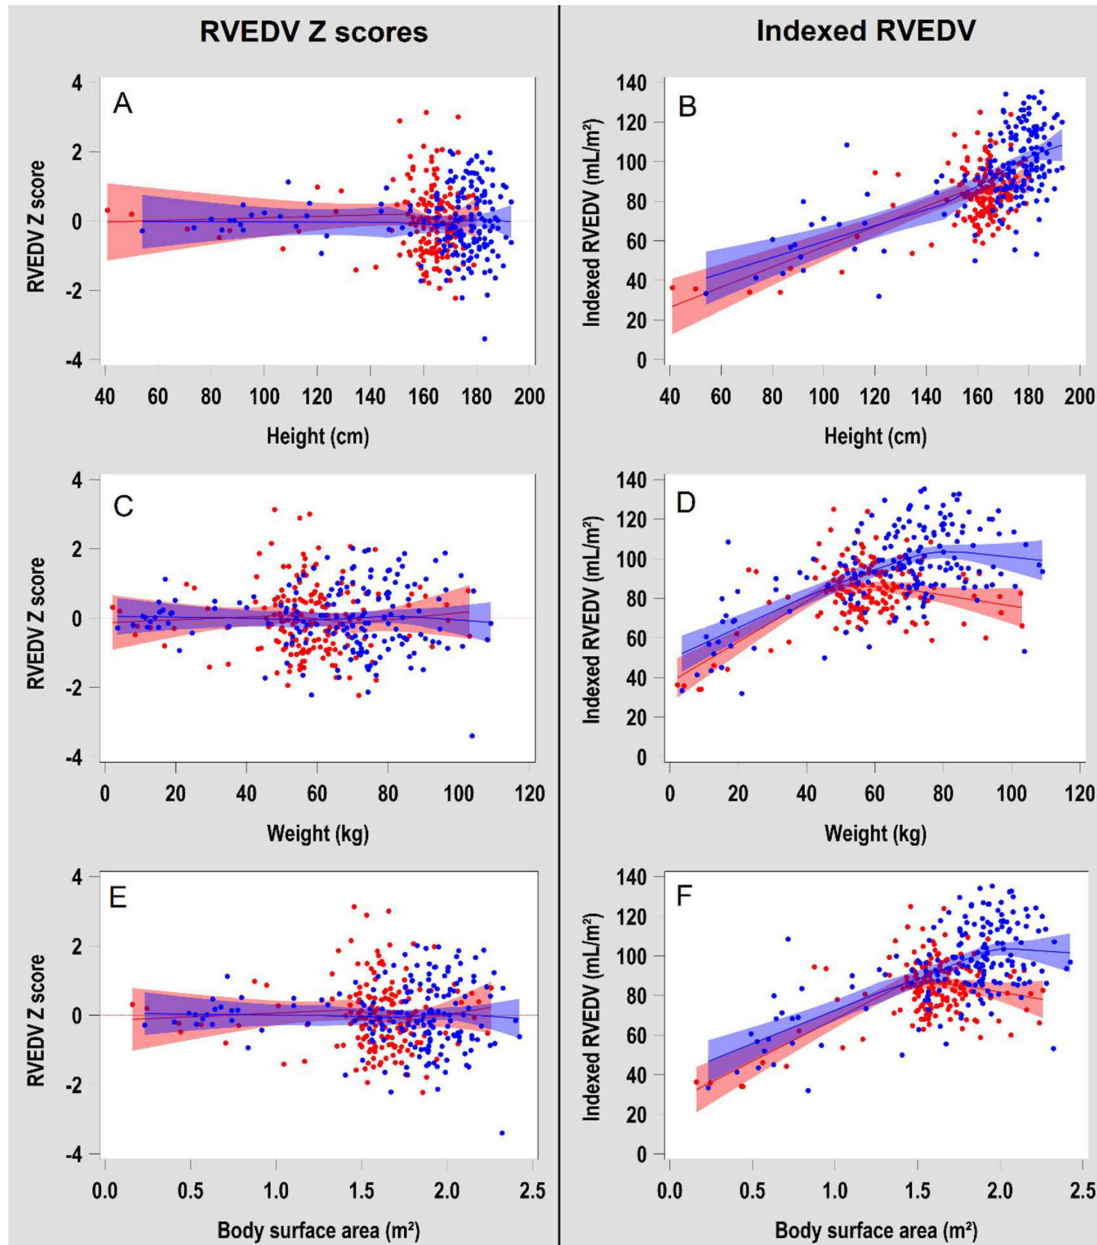 RVEDV Z scores
Indexed RVEDV
A
RVEDV Z score
4
2
0
-2
-4
40 60 80 100 120 140 160 180 200
Height (cm)
B
Indexed RVEDV (mL/m²)
140
120
100
80
60
40
20
0
40 60 80 100 120 140 160 180 200
Height (cm)
C
RVEDV Z score
4
2
0
-2
-4
0 20 40 60 80 100 120
Weight (kg)
D
Indexed RVEDV (mL/m²)
140
120
100
80
60
40
20
0
0 20 40 60 80 100 120
Weight (kg)
E
RVEDV Z score
4
2
0
-2
-4
0.0 0.5 1.0 1.5 2.0 2.5
Body surface area (m²)
F
Indexed RVEDV (mL/m²)
140
120
100
80
60
40
20
0
0.0 0.5 1.0 1.5 2.0 2.5
Body surface area (m²)